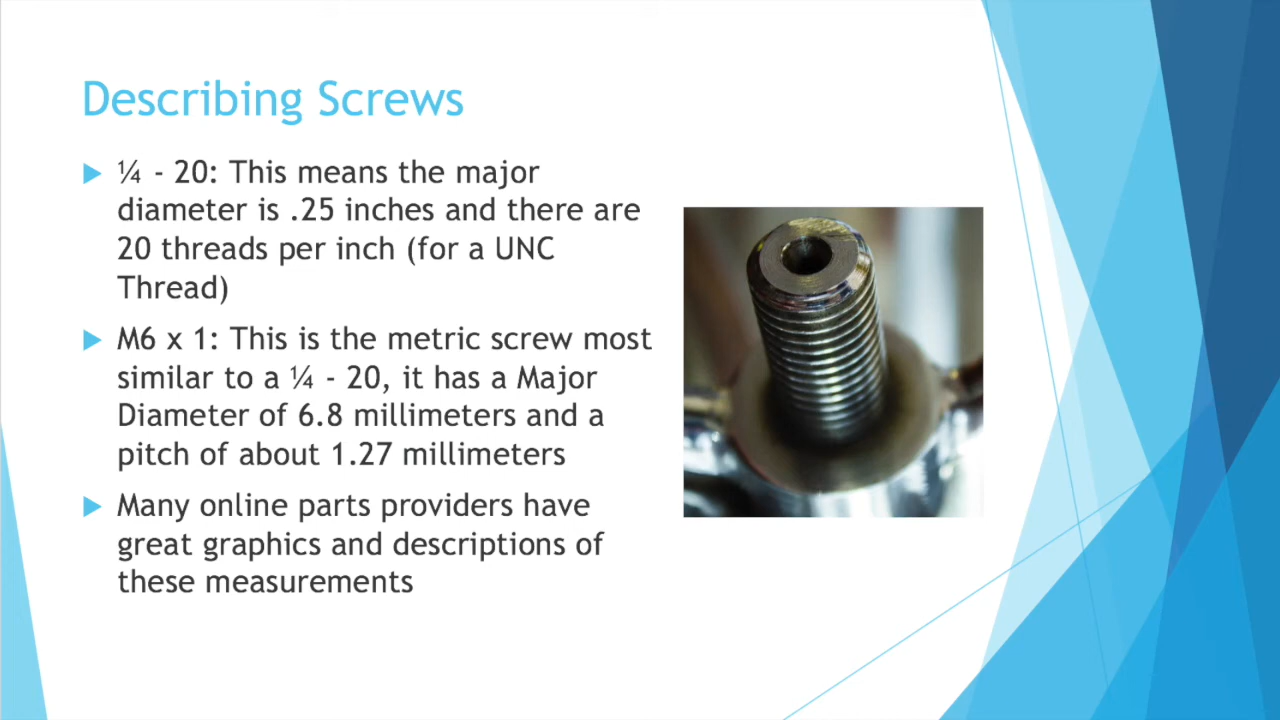 Describing Screws
¼ - 20: This means the major
diameter is .25 inches and there are
20 threads per inch (for a UNC
Thread)
M6 x 1: This is the metric screw most
similar to a ¼ - 20, it has a Major
Diameter of 6.8 millimeters and a
pitch of about 1.27 millimeters
Many online parts providers have
great graphics and descriptions of
these measurements